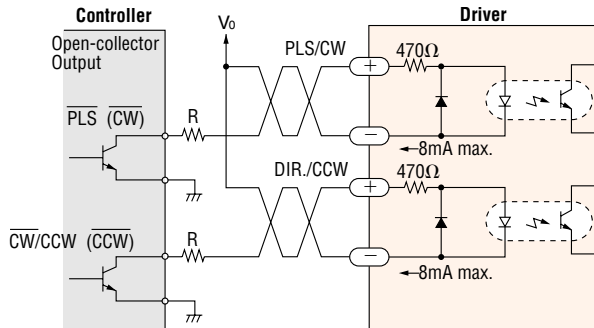 Controller
Driver
Open-collector
Output
V₀
PLS/CW
+
470Ω
PLS (CW)
R
−
8mA max.
DIR./CCW
+
470Ω
CW/CCW (CCW)
R
−
8mA max.